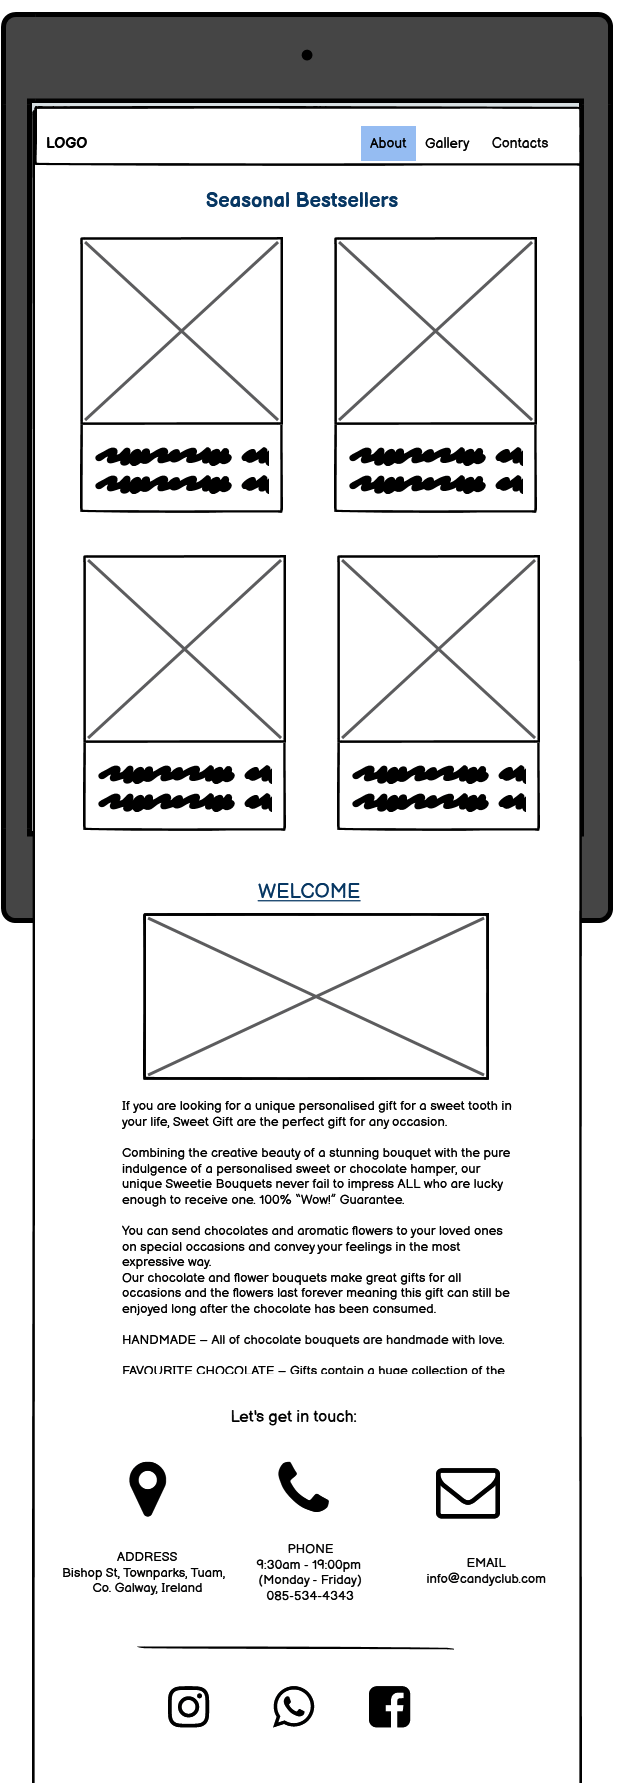 LOGO
About Gallery Contacts
Seasonal Bestsellers
WELCOME
If you are looking for a unique personalised gift for a sweet tooth in
your life, Sweet Gift are the perfect gift for any occasion.
Combining the creative beauty of a stunning bouquet with the pure
indulgence of a personalised sweet or chocolate hamper, our
unique Sweetie Bouquets never fail to impress ALL who are lucky
enough to receive one. 100% “Wow!” Guarantee.
You can send chocolates and aromatic flowers to your loved ones
on special occasions and convey your feelings in the most
expressive way.
Our chocolate and flower bouquets make great gifts for all
occasions and the flowers last forever meaning this gift can still be
enjoyed long after the chocolate has been consumed.
HANDMADE – All of chocolate bouquets are handmade with love.
FAVOURITE CHOCOLATE – Gifts contain a huge collection of the
Let's get in touch:
ADDRESS
Bishop St, Townparks, Tuam,
Co. Galway, Ireland
PHONE
9:30am - 19:00pm
(Monday - Friday)
085-534-4343
EMAIL
info@candyclub.com